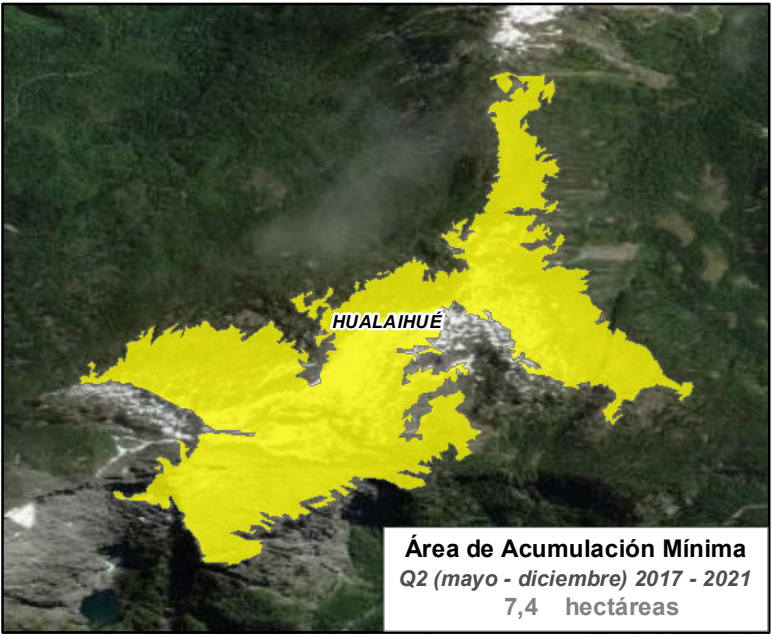 HUALAIHUÉ
Área de Acumulación Mínima
Q2 (mayo - diciembre) 2017 - 2021
7,4 hectáreas